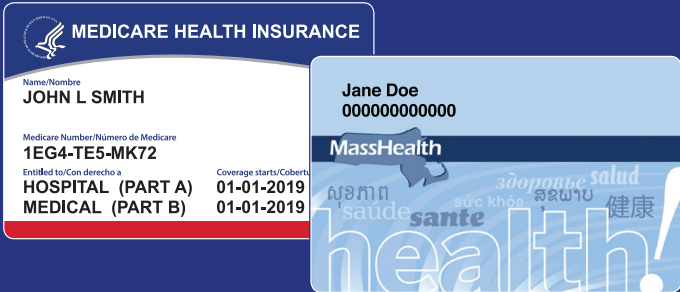 MEDICARE HEALTH INSURANCE
Name/Nombre
JOHN L SMITH
Medicare Number/Número de Medicare
1EG4-TE5-MK72
Entitled to/Con derecho a Coverage starts/Cobertu
HOSPITAL (PART A) 01-01-2019
MEDICAL (PART B) 01-01-2019
Jane Doe
000000000000
MassHealth
សុខភាព
saúde
sante
sức khỏe
здоровье
salud
ສຸຂພາບ
健康
health!